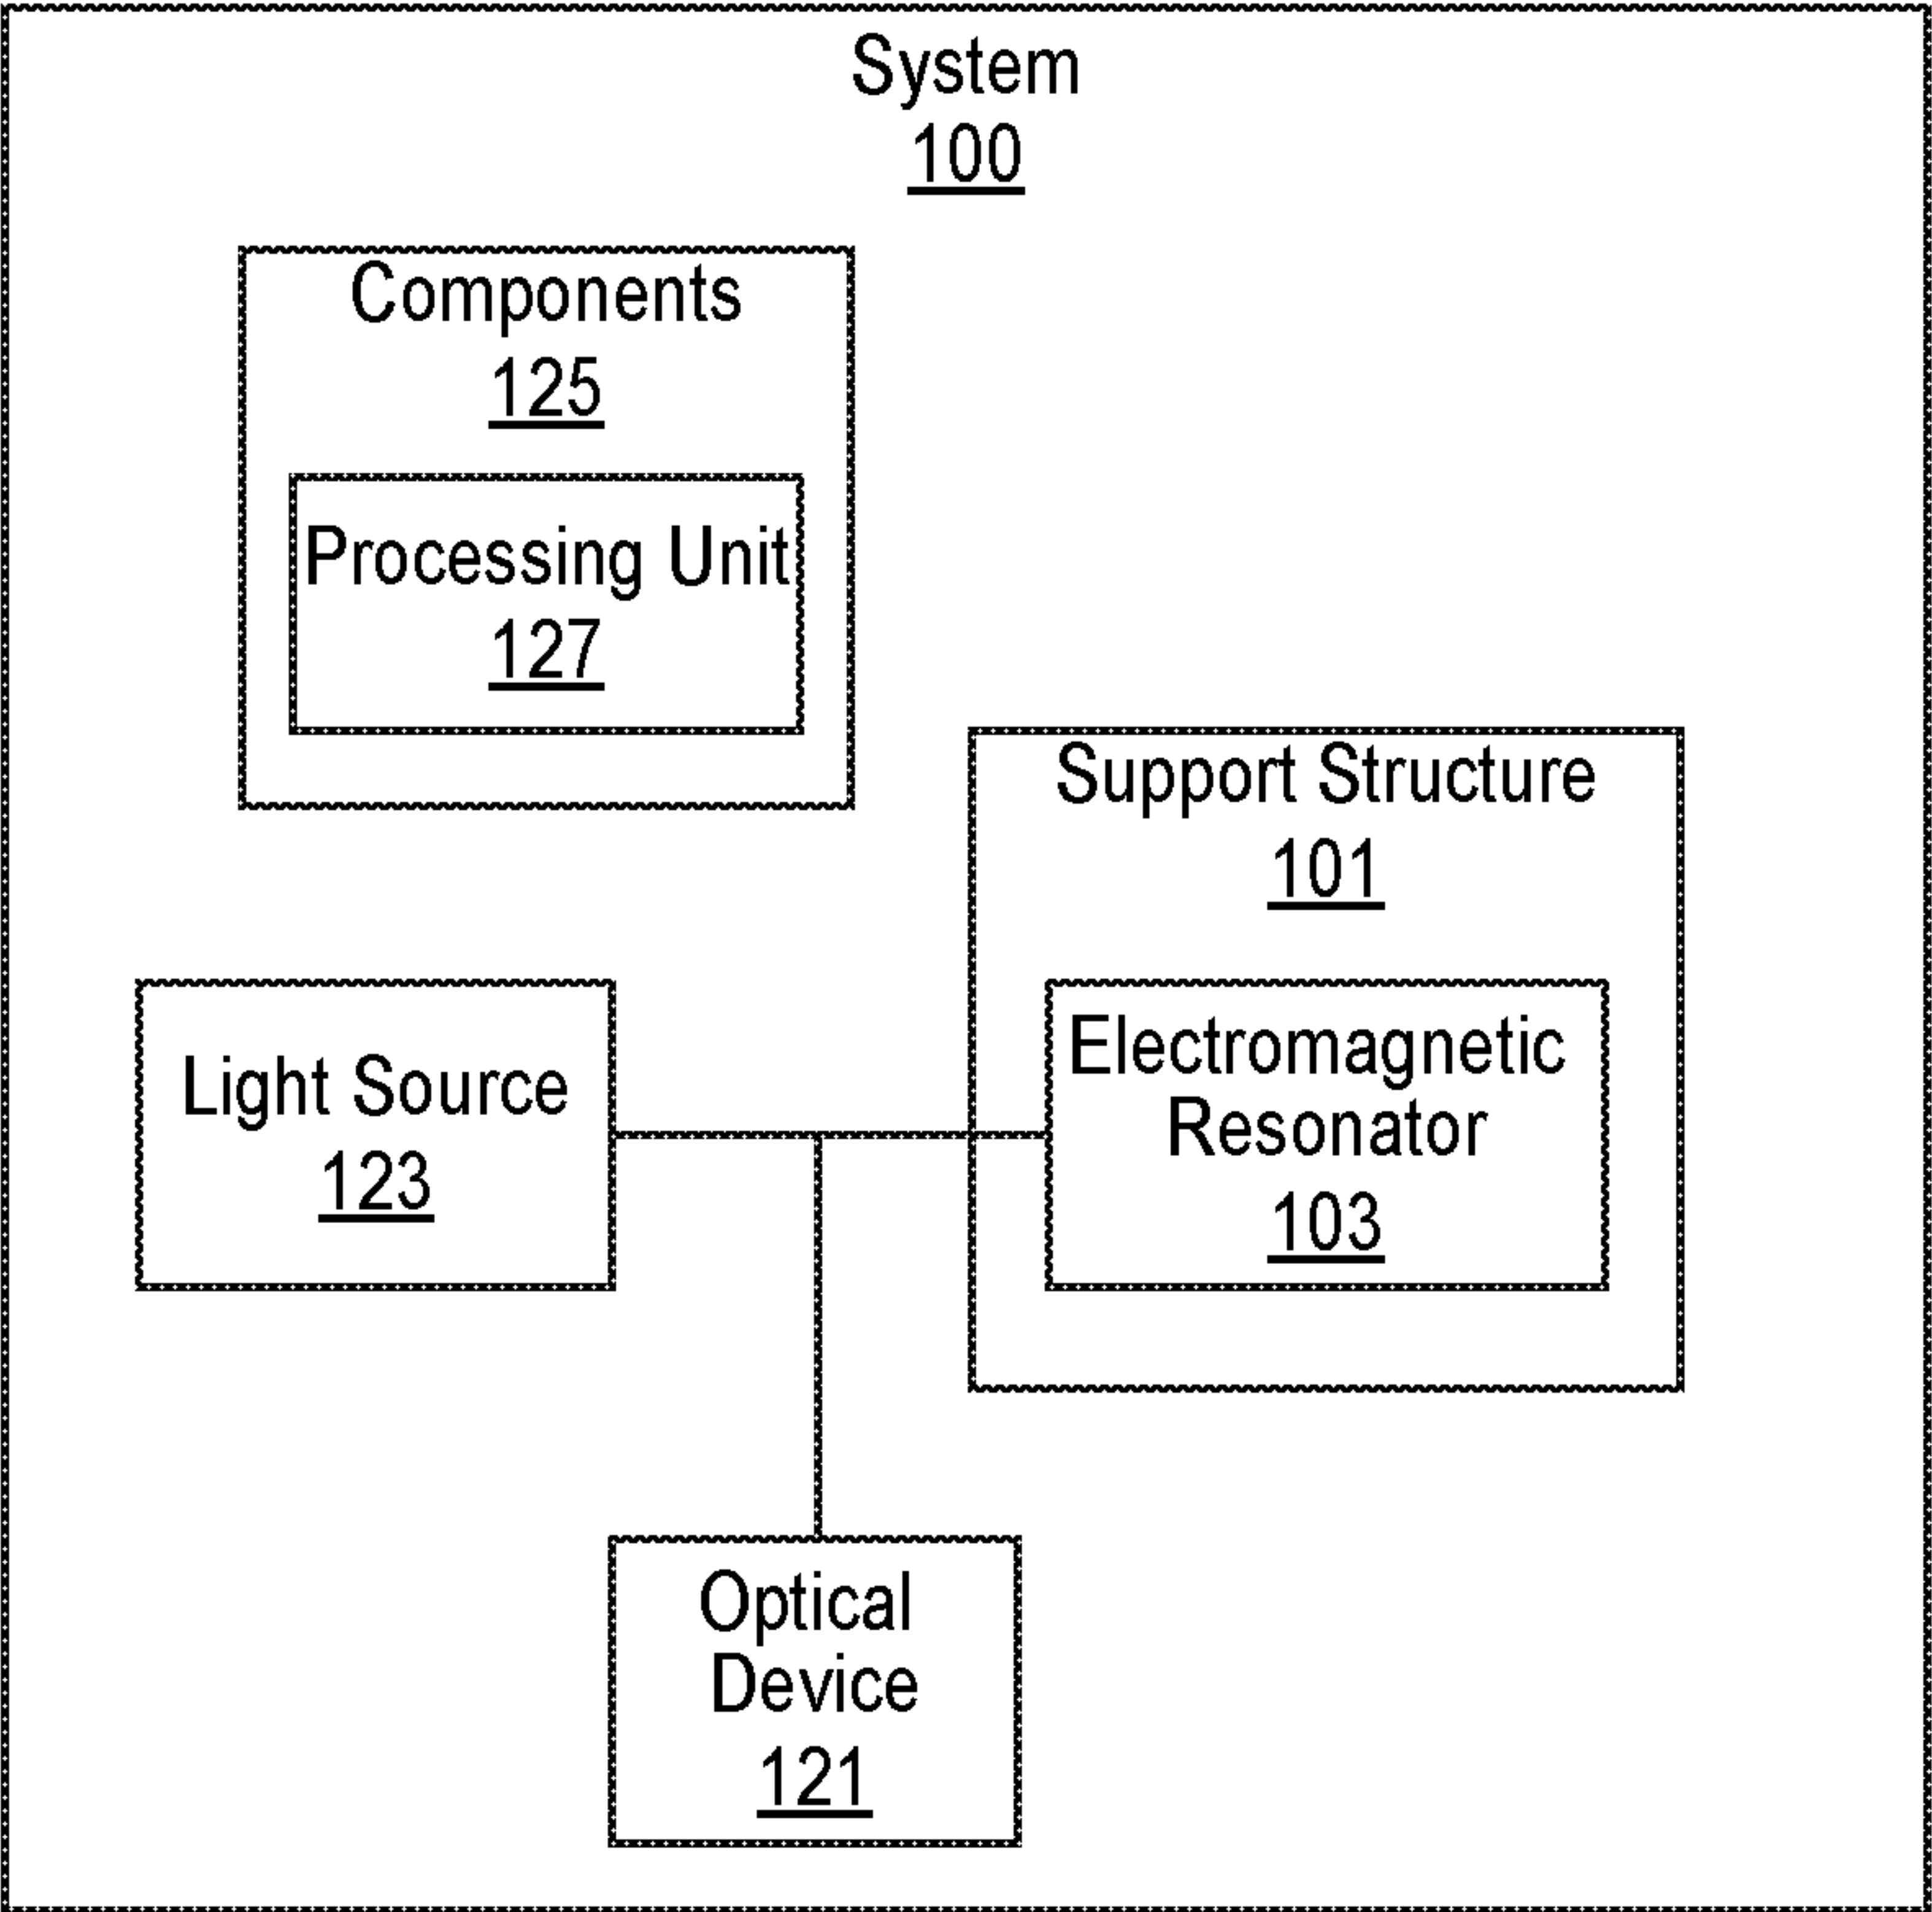 System
100
Components
125
Processing Unit
127
Support Structure
101
Electromagnetic
Resonator
103
Light Source
123
Optical
Device
121